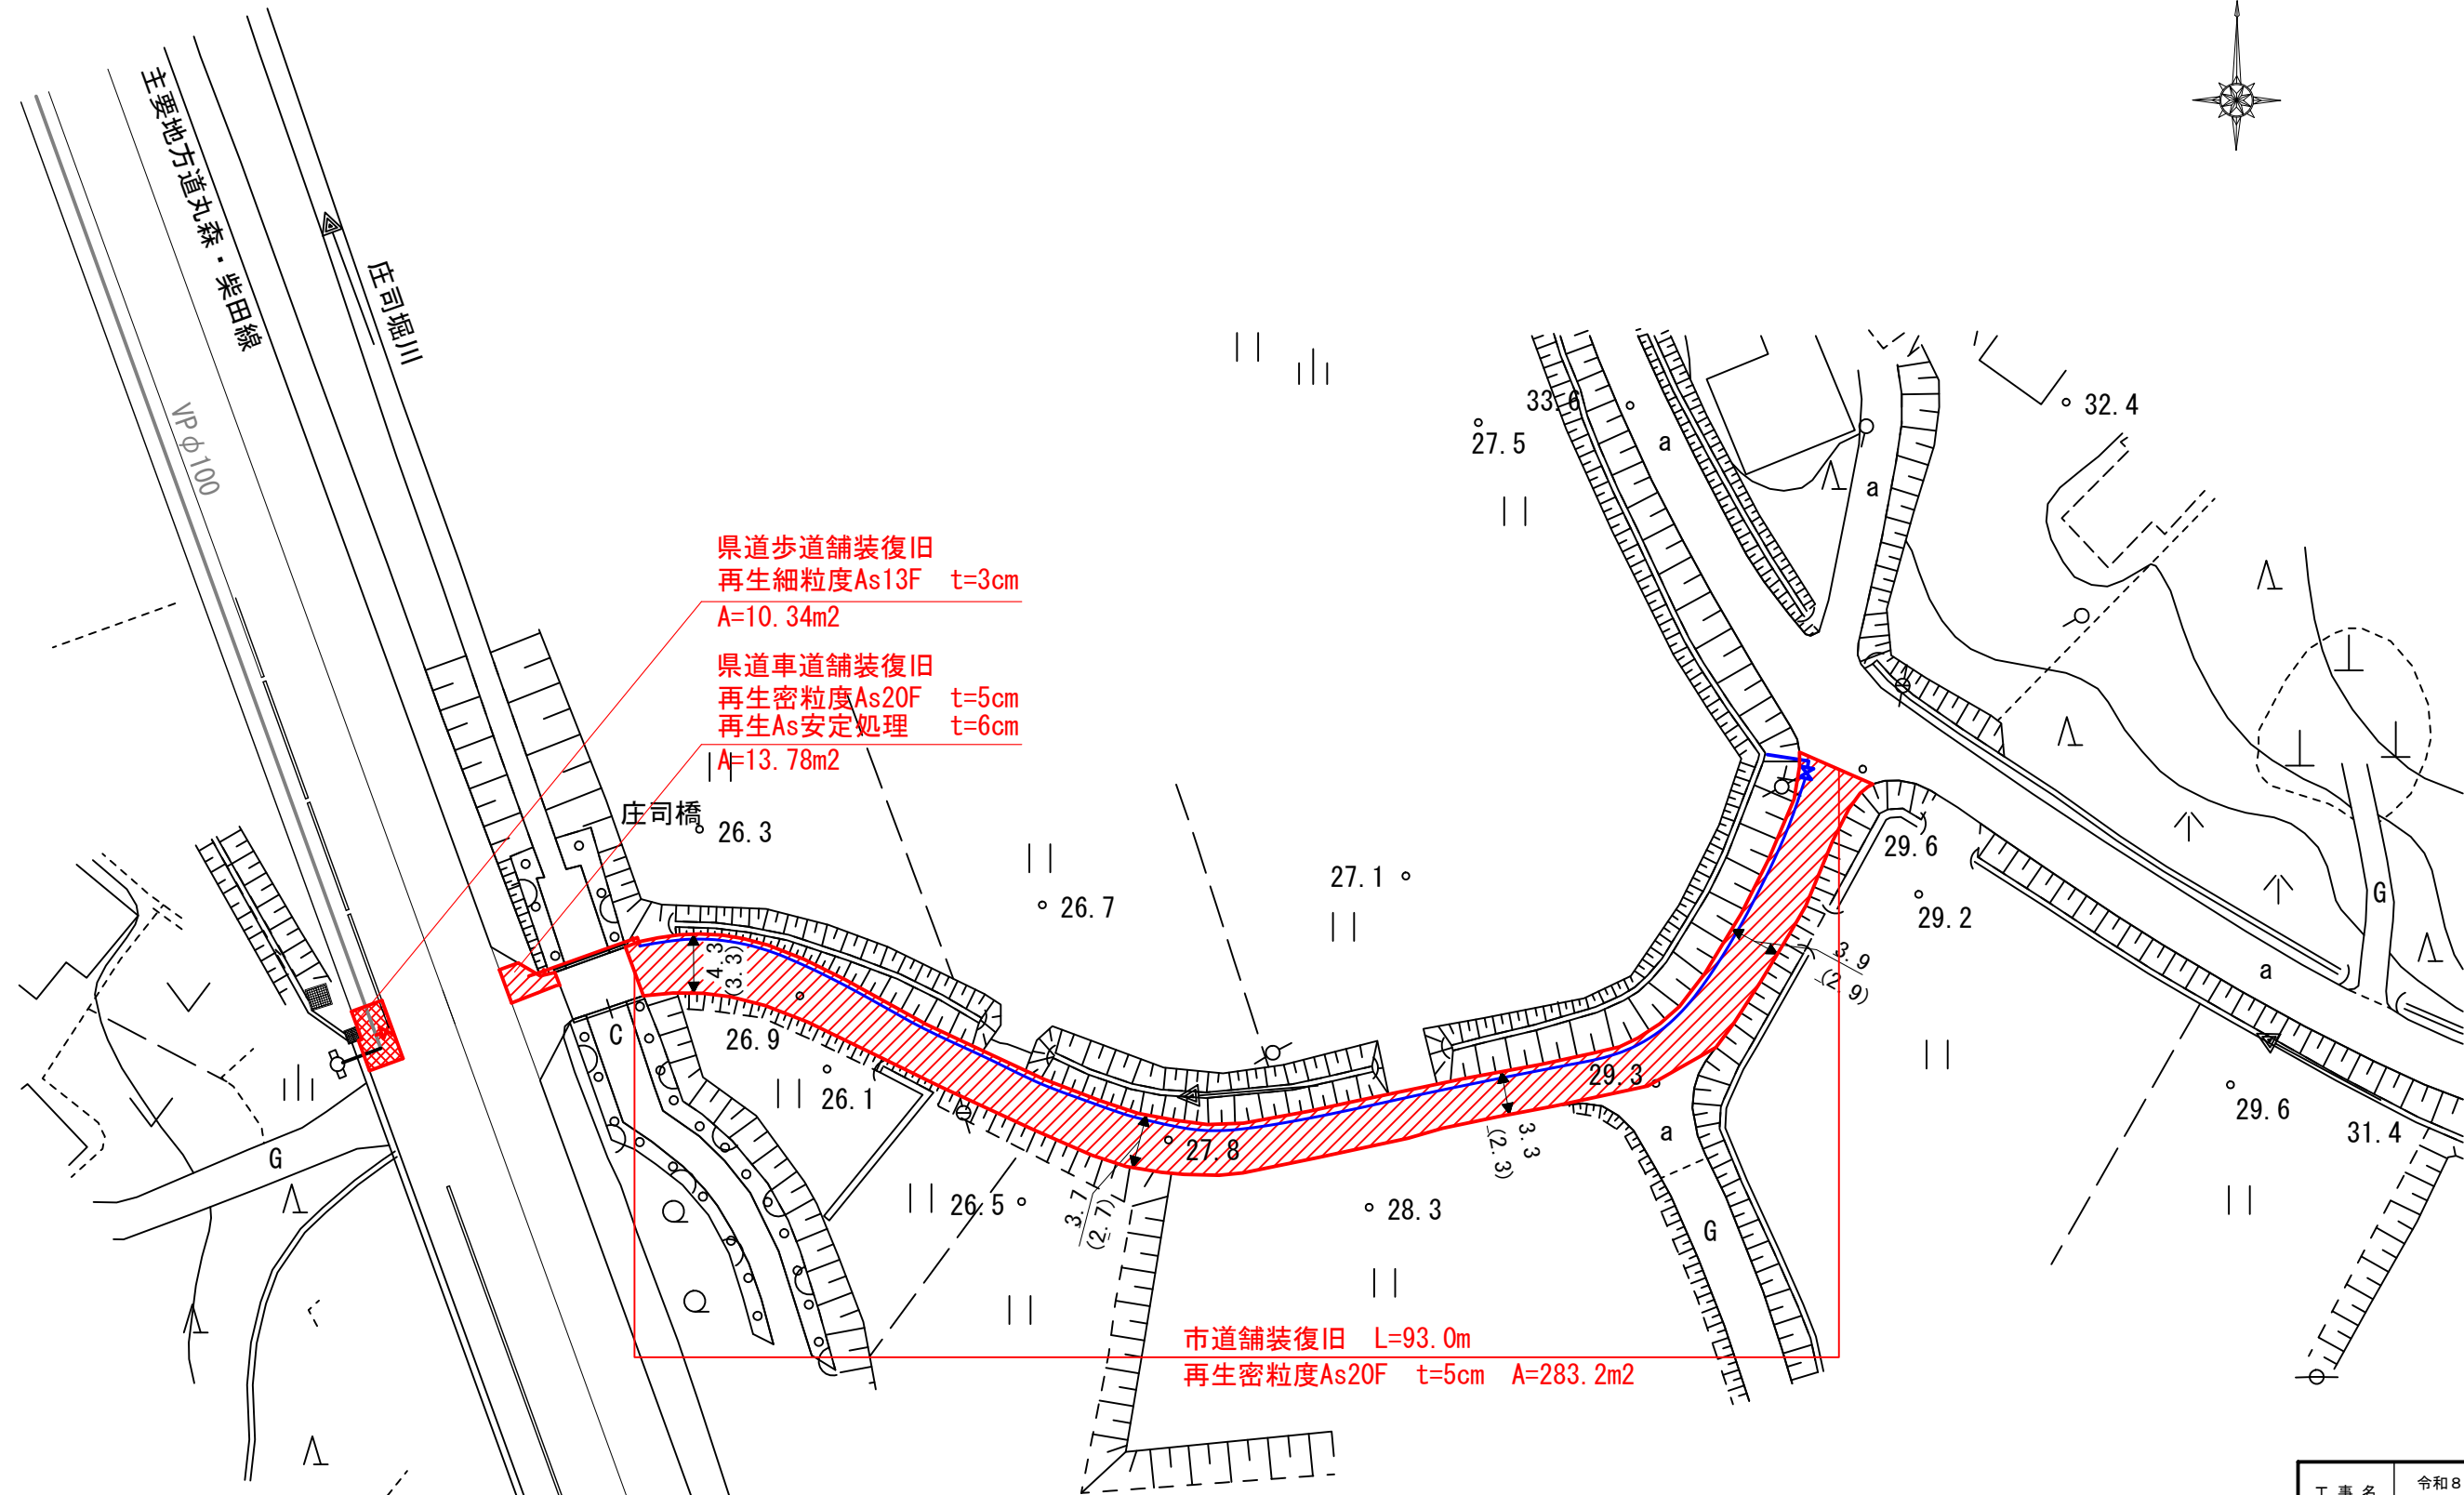 主要地方道丸森・柴田線
庄司堀川
VPφ100
県道歩道舗装復旧
再生細粒度As13F t=3cm
A=10.34m2
県道車道舗装復旧
再生密粒度As20F t=5cm
再生As安定処理 t=6cm
A=13.78m2
庄司橋
26.3
33.6
27.5
32.4
a
a
26.7
27.1
29.6
29.2
G
a
4.3
(3.3)
3.9
(2.9)
C
26.9
26.1
29.3
27.8
3.3
(2.3)
a
29.6
31.4
G
26.5
3.7
(2.7)
28.3
G
市道舗装復旧 L=93.0m
再生密粒度As20F t=5cm A=283.2m2
工事名
令和8